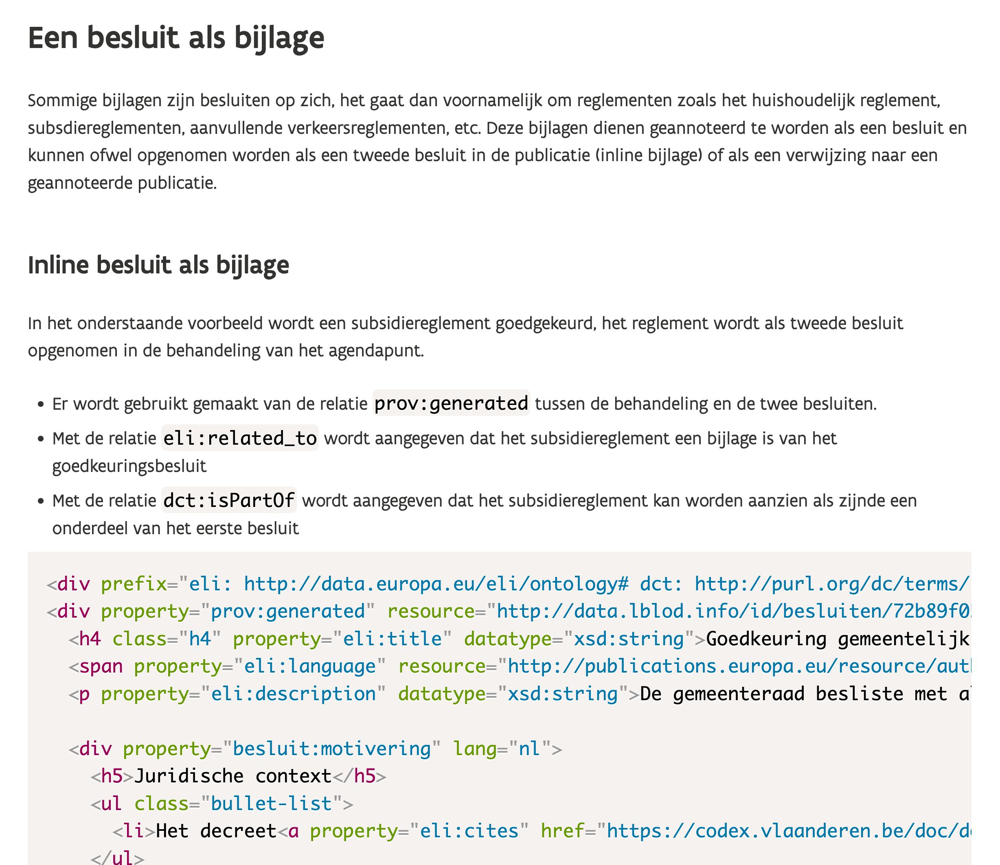 Een besluit als bijlage
Sommige bijlagen zijn besluiten op zich, het gaat dan voornamelijk om reglementen zoals het huishoudelijk reglement,
subsdiereglementen, aanvullende verkeersreglementen, etc. Deze bijlagen dienen geannoteerd te worden als een besluit en
kunnen ofwel opgenomen worden als een tweede besluit in de publicatie (inline bijlage) of als een verwijzing naar een
geannoteerde publicatie.
Inline besluit als bijlage
In het onderstaande voorbeeld wordt een subsidiereglement goedgekeurd, het reglement wordt als tweede besluit
opgenomen in de behandeling van het agendapunt.
• Er wordt gebruikt gemaakt van de relatie prov:generated tussen de behandeling en de twee besluiten.
• Met de relatie eli:related_to wordt aangegeven dat het subsidiereglement een bijlage is van het
goedkeuringsbesluit
• Met de relatie dct:isPartOf wordt aangegeven dat het subsidiereglement kan worden aanzien als zijnde een
onderdeel van het eerste besluit
<div prefix="eli: http://data.europa.eu/eli/ontology# dct: http://purl.org/dc/terms/
<div property="prov:generated" resource="http://data.lblod.info/id/besluiten/72b89f0
<h4 class="h4" property="eli:title" datatype="xsd:string">Goedkeuring gemeentelijk
<span property="eli:language" resource="http://publications.europa.eu/resource/aut
<p property="eli:description" datatype="xsd:string">De gemeenteraad besliste met a
<div property="besluit:motivering" lang="nl">
<h5>Juridische context</h5>
<ul class="bullet-list">
<li>Het decreet<a property="eli:cites" href="https://codex.vlaanderen.be/doc/d
</ul>